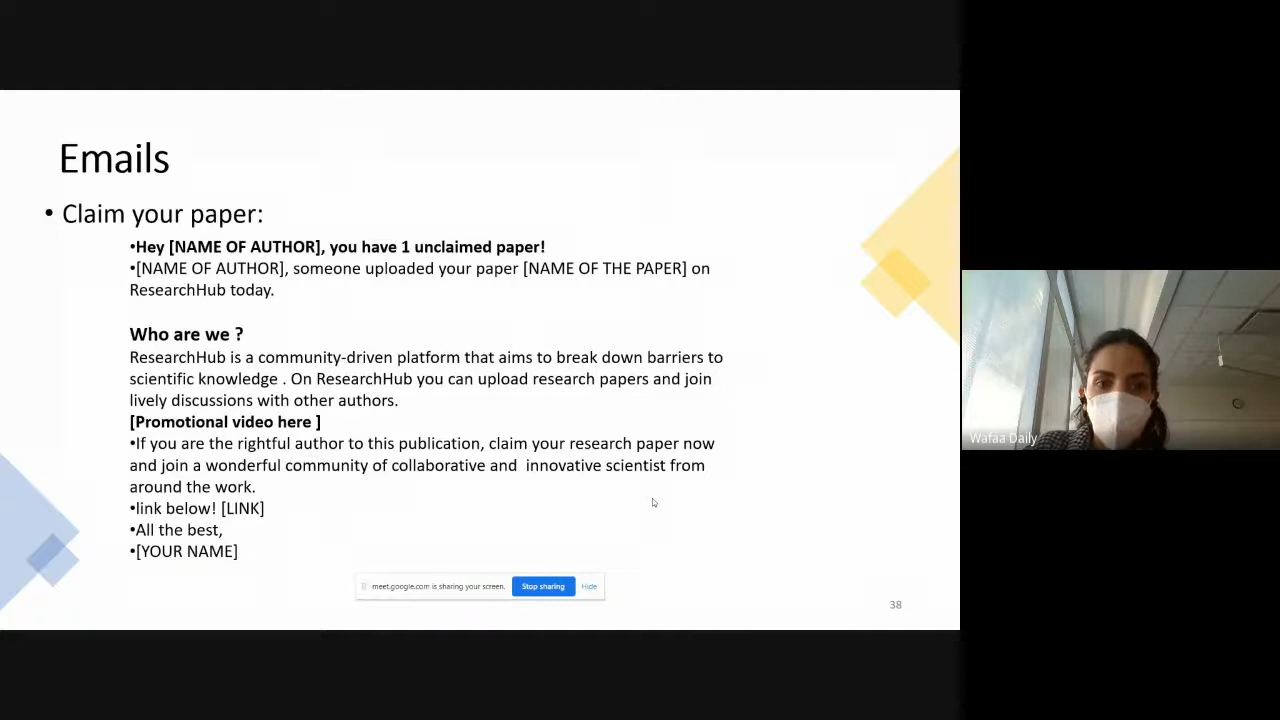 Emails
• Claim your paper:
•Hey [NAME OF AUTHOR], you have 1 unclaimed paper!
•[NAME OF AUTHOR], someone uploaded your paper [NAME OF THE PAPER] on
ResearchHub today.
Who are we ?
ResearchHub is a community-driven platform that aims to break down barriers to
scientific knowledge . On ResearchHub you can upload research papers and join
lively discussions with other authors.
[Promotional video here ]
•If you are the rightful author to this publication, claim your research paper now
and join a wonderful community of collaborative and  innovative scientist from
around the work.
•link below! [LINK]
•All the best,
•[YOUR NAME]
meet.google.com is sharing your screen. Stop sharing Hide
38
Wafaa Daily